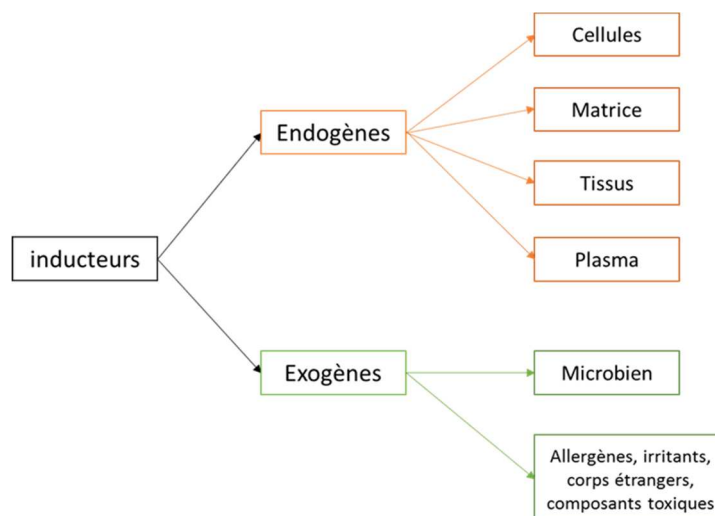 inducteurs
Endogènes
Cellules
Matrice
Tissus
Plasma
Exogènes
Microbien
Allergènes, irritants,
corps étrangers,
composants toxiques